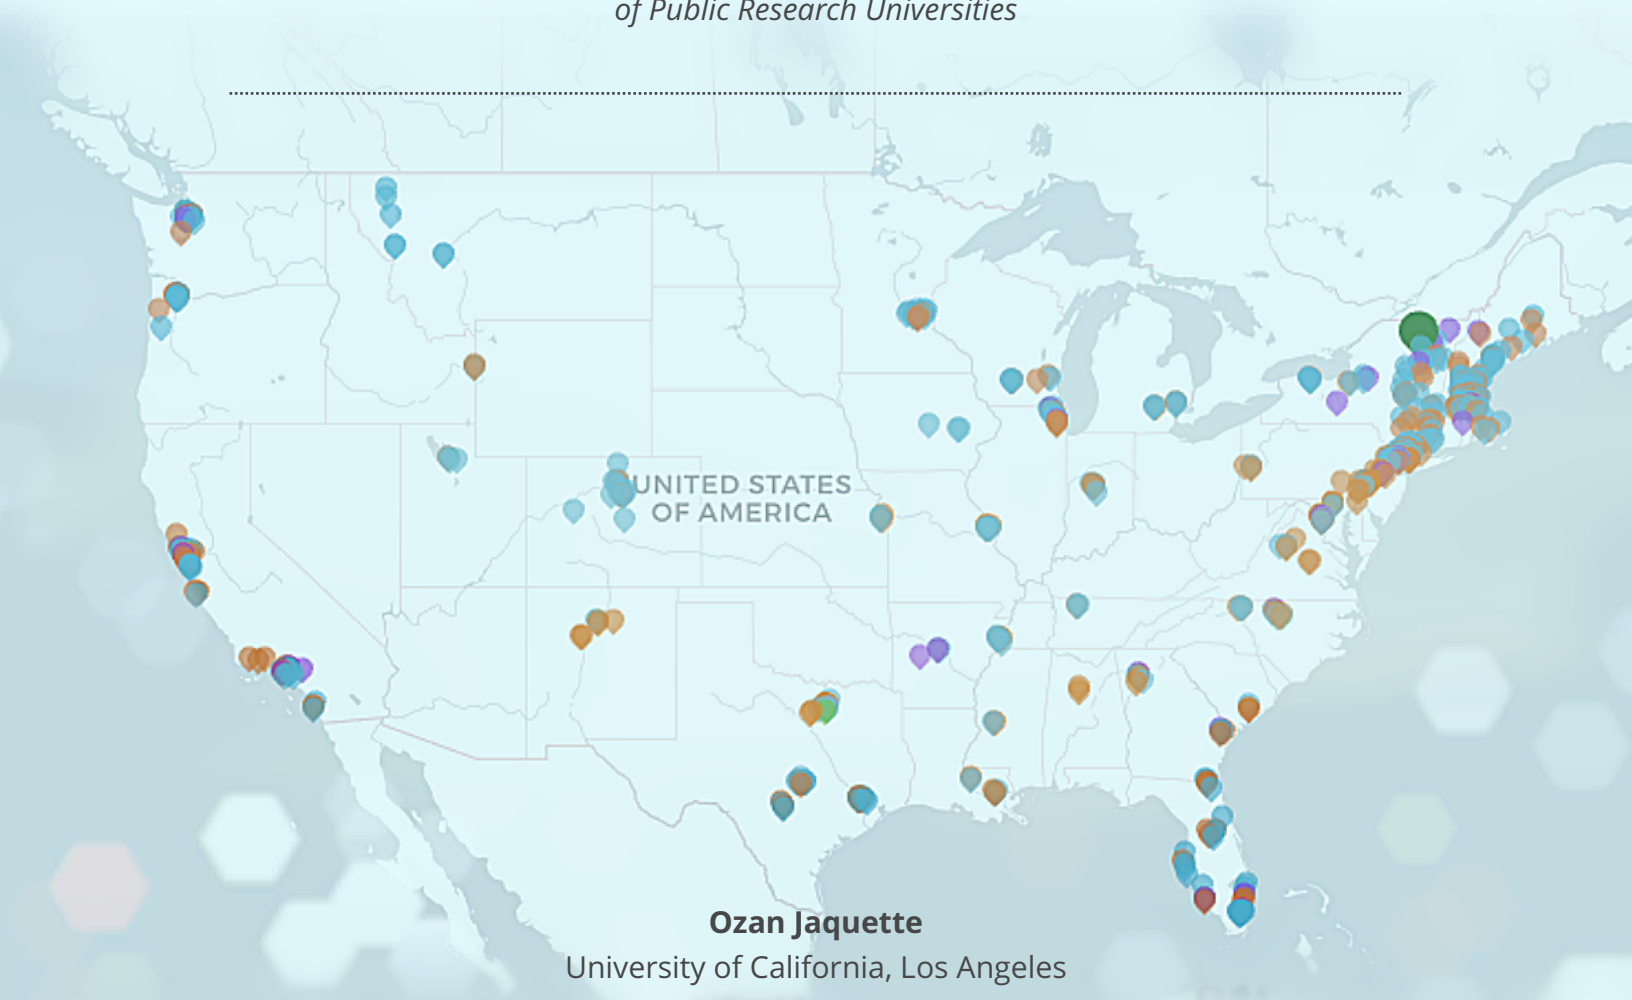 of Public Research Universities
UNITED STATES
OF AMERICA
Ozan Jaquette
University of California, Los Angeles